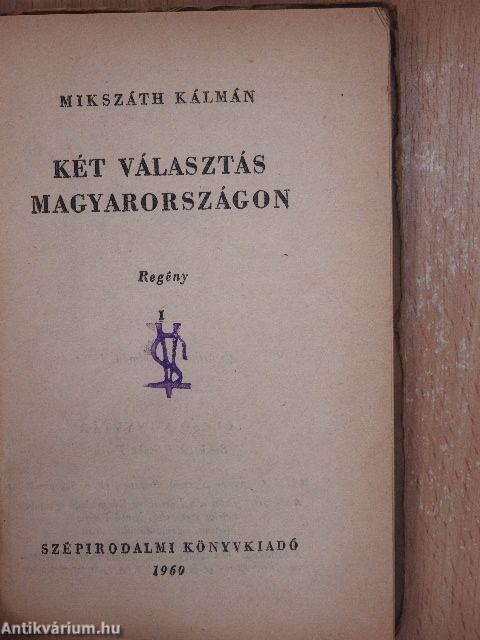 MIKSZÁTH KÁLMÁN
KÉT VÁLASZTÁS
MAGYARORSZÁGON
Regény
I
SZÉPIRODALMI KÖNYVKIADÓ
1960
Antikvárium.hu